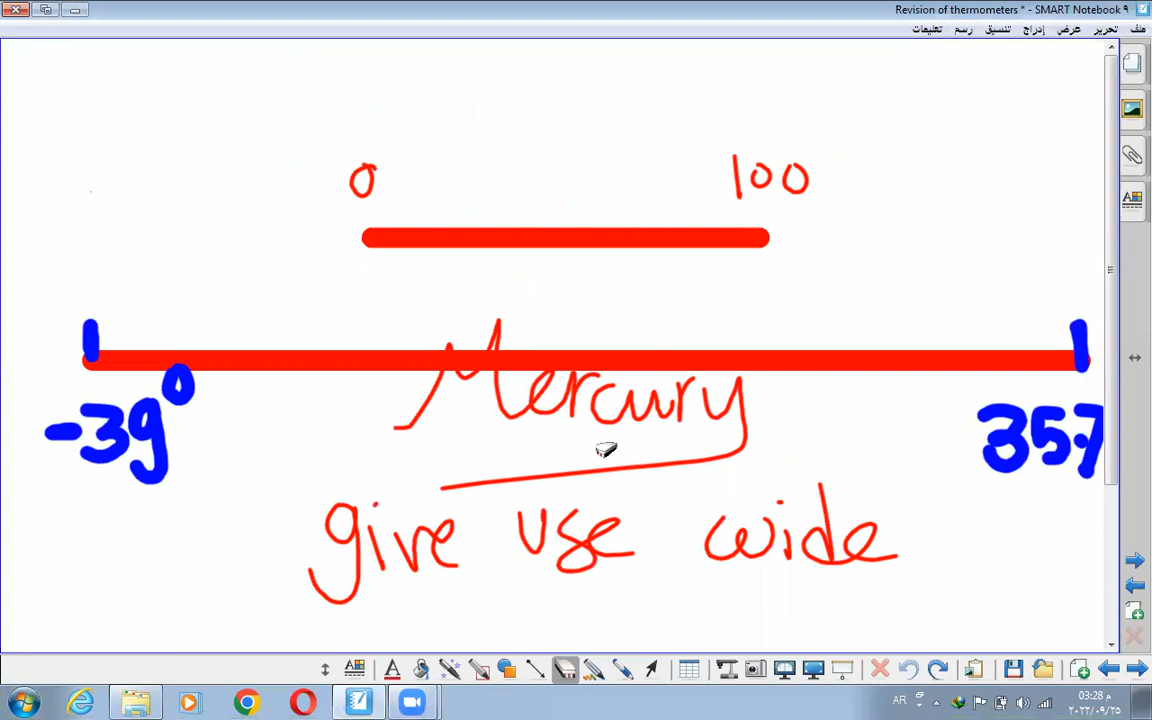 Revision of thermometers * - SMART Notebook ٩
ملف تحرير عرض إدراج تنسيق رسم تعليمات
0 100
Mercury
-39° 357
give use wide
AR
03:28 م
٢٠٢٢/٠٩/٢٥